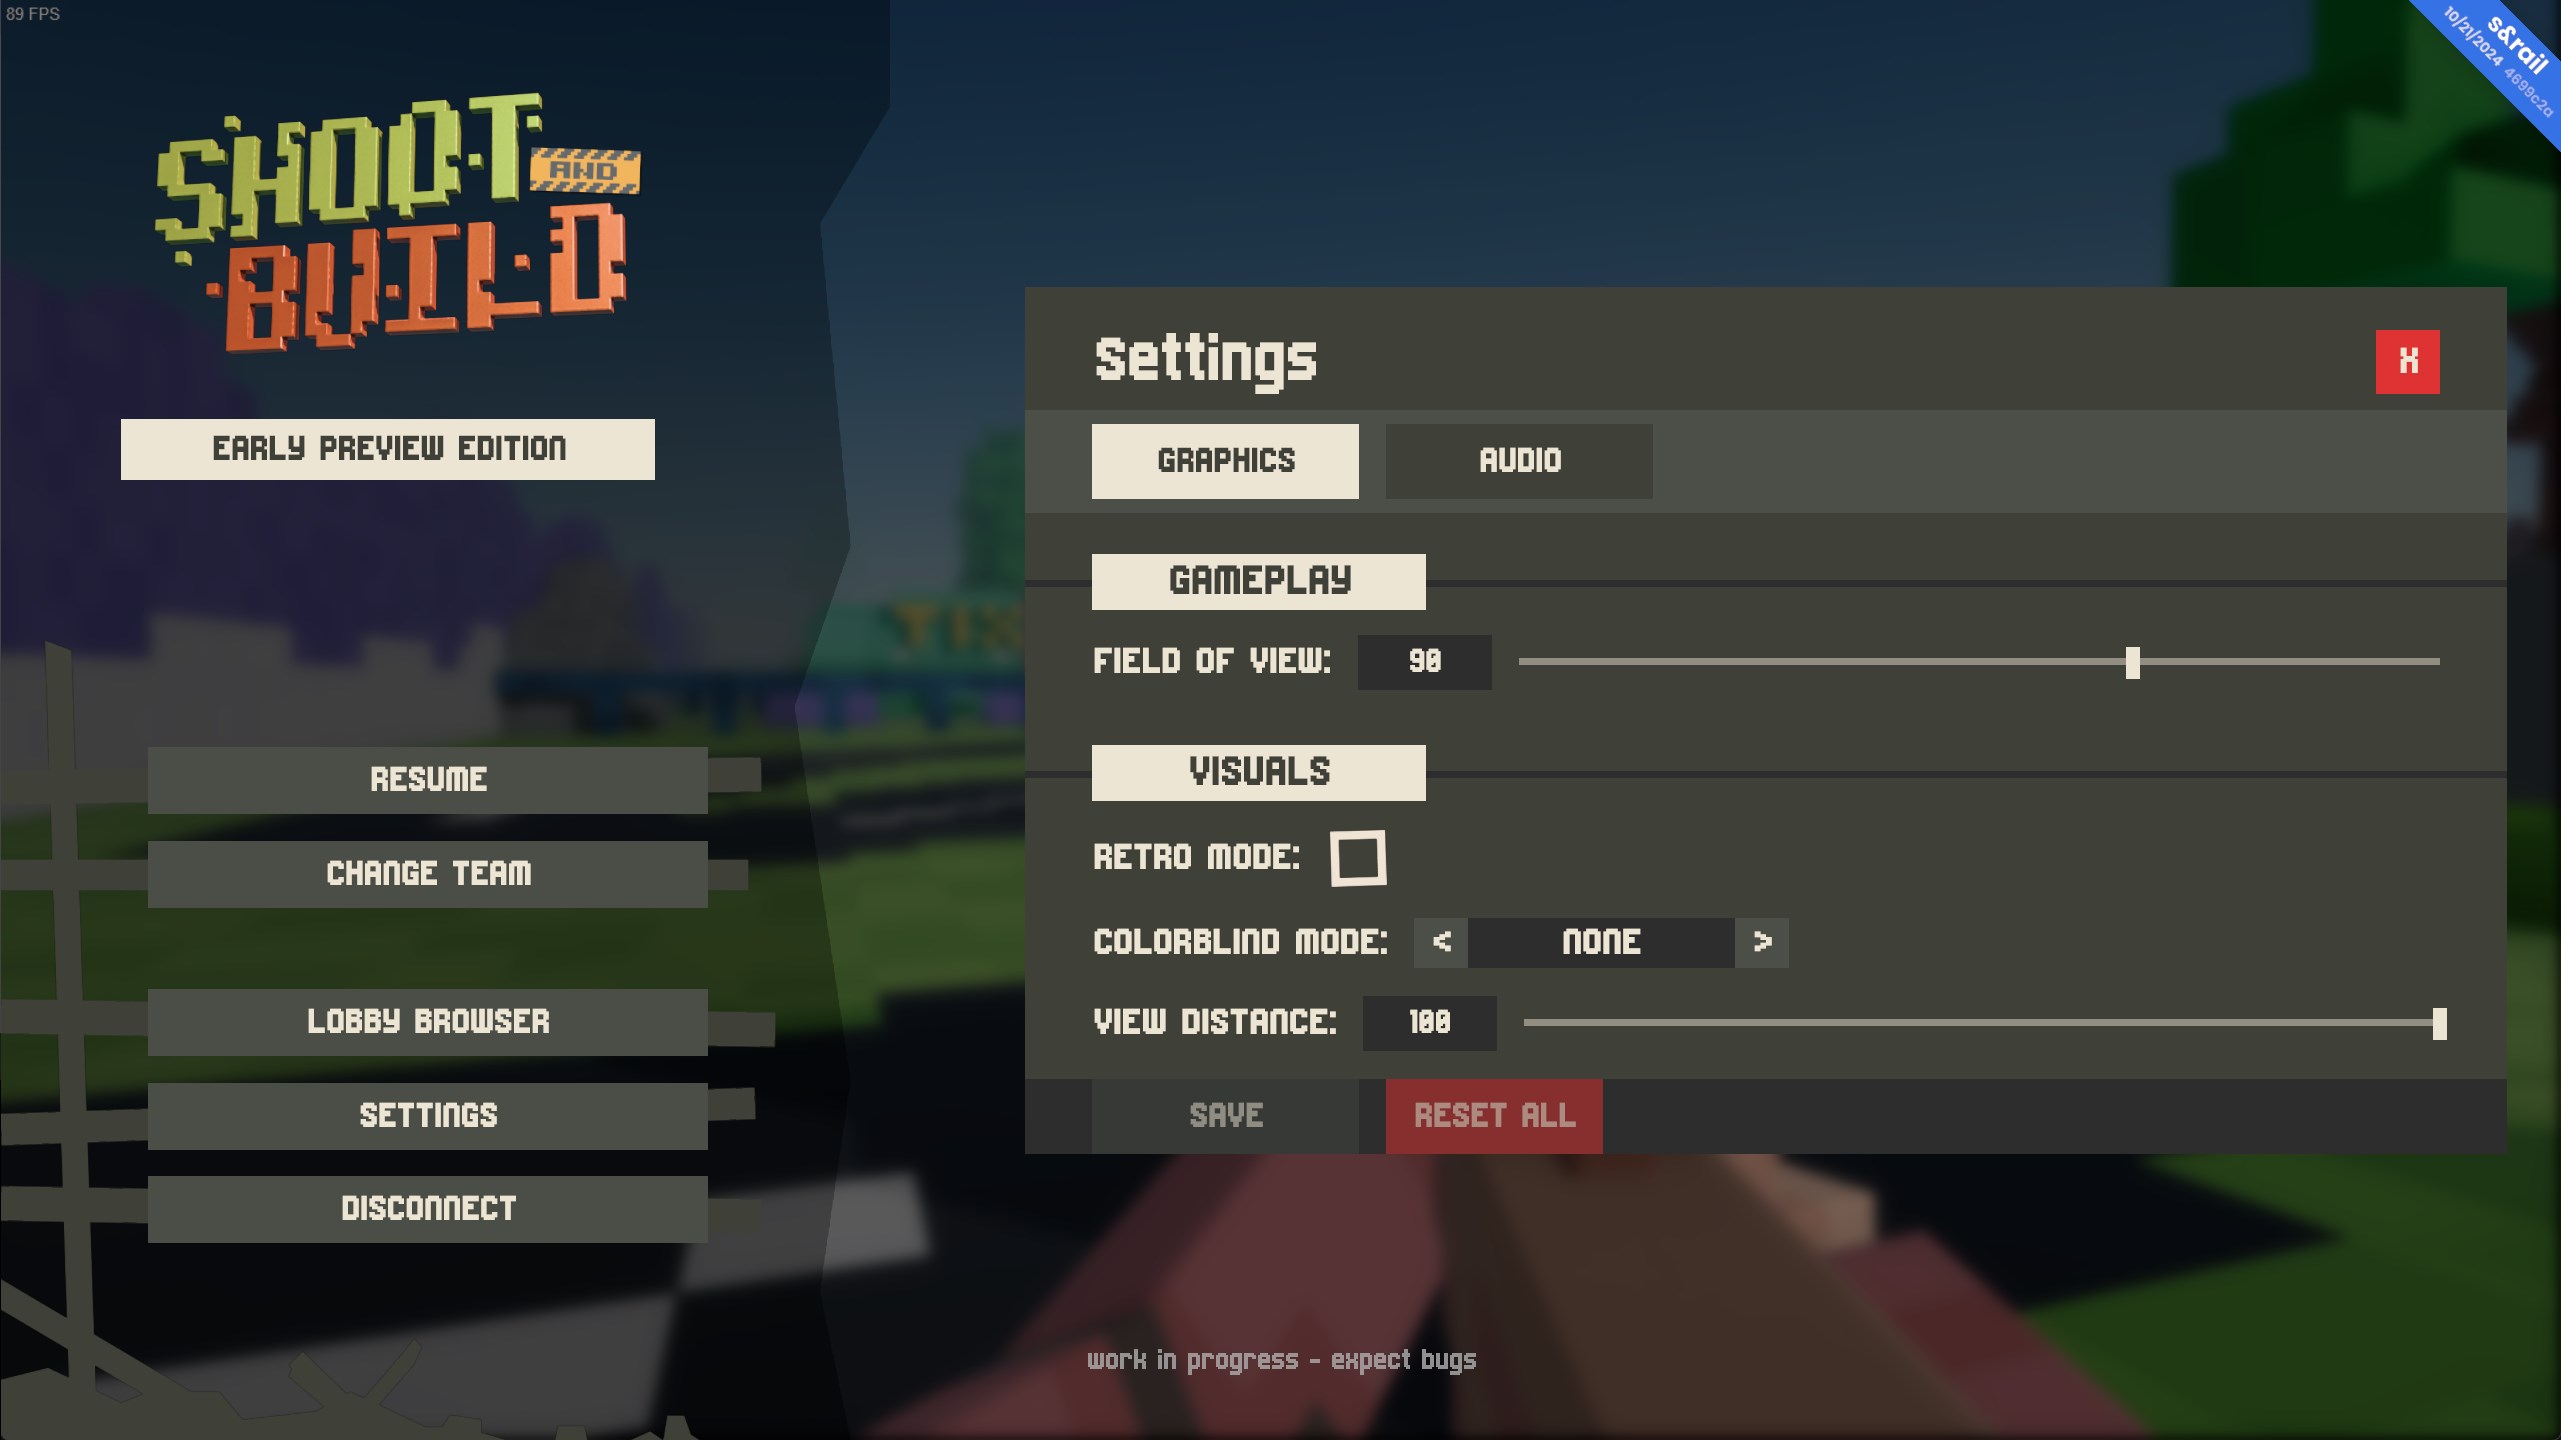 89 FPS
s&rail
10/21/2024 4699c2a
SHOOT
AND
BUILD
EARLY PREVIEW EDITION
RESUME
CHANGE TEAM
LOBBY BROWSER
SETTINGS
DISCONNECT
Settings
X
GRAPHICS AUDIO
GAMEPLAY
FIELD OF VIEW: 90
VISUALS
RETRO MODE:
COLORBLIND MODE: < NONE >
VIEW DISTANCE: 100
SAVE RESET ALL
work in progress - expect bugs